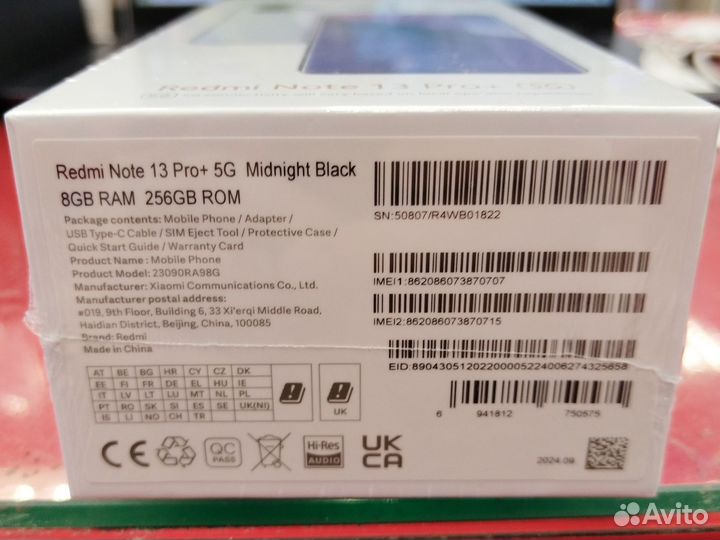 Redmi Note 13 Pro+ (5G)
Redmi Note 13 Pro+ 5G Midnight Black
8GB RAM 256GB ROM
Package contents: Mobile Phone / Adapter /
USB Type-C Cable / SIM Eject Tool / Protective Case /
Quick Start Guide / Warranty Card
Product Name : Mobile Phone
Product Model: 23090RA98G
Manufacturer: Xiaomi Communications Co., Ltd.
Manufacturer postal address:
#019, 9th Floor, Building 6, 33 Xi'erqi Middle Road,
Haidian District, Beijing, China, 100085
Brand: Redmi
Made in China
SN:50807/R4WB01822
IMEI1:862086073870707
IMEI2:862086073870715
EID:89043051202200005224006274325658
6 941812 750575
AT BE BG HR CY CZ DK
EE FI FR DE EL HU IE
IT LV LT LU MT NL PL
PT RO SK SI ES SE UK(NI)
IS LI NO CH TR
UK
CE
QC
PASS
Hi-Res
AUDIO
UK
CA
2024.09
Avito